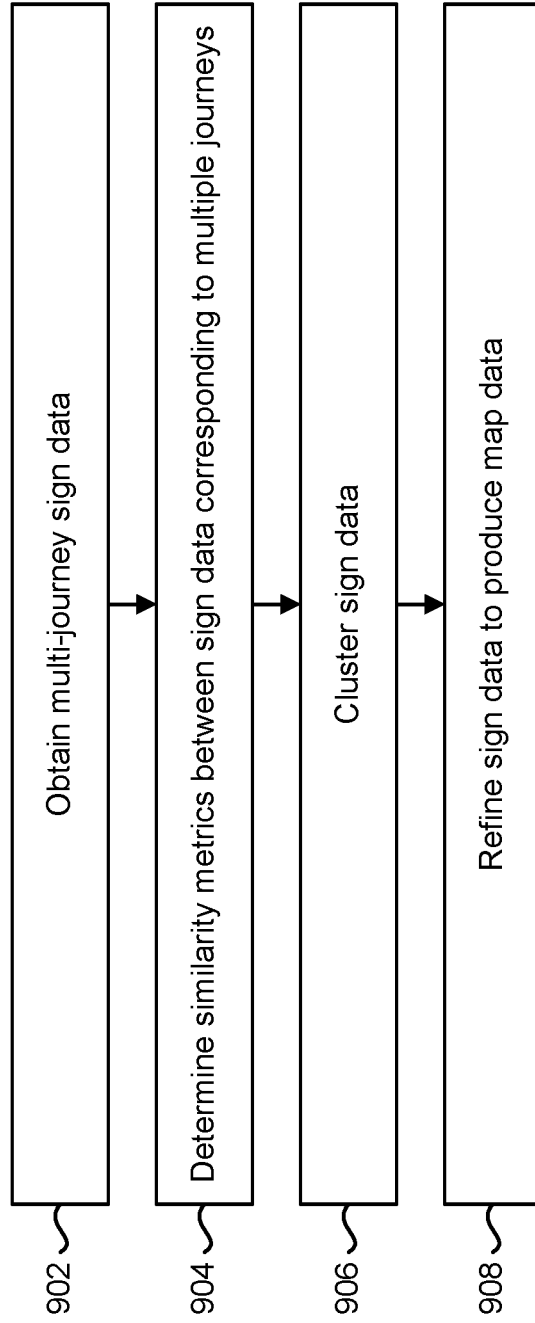 902
Obtain multi-journey sign data
904
Determine similarity metrics between sign data corresponding to multiple journeys
906
Cluster sign data
908
Refine sign data to produce map data